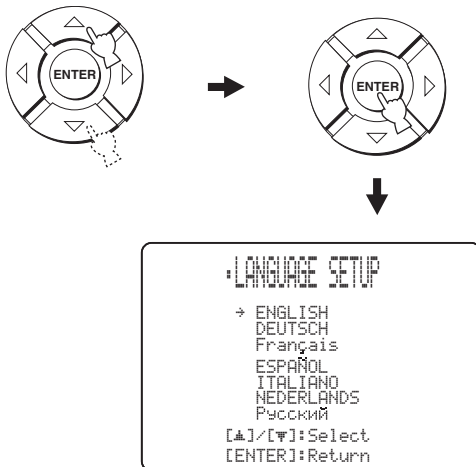 ENTER
ENTER
:LANGUAGE SETUP
→ ENGLISH
DEUTSCH
Français
ESPAÑOL
ITALIANO
NEDERLANDS
Русский
[▲]/[▼]:Select
[ENTER]:Return